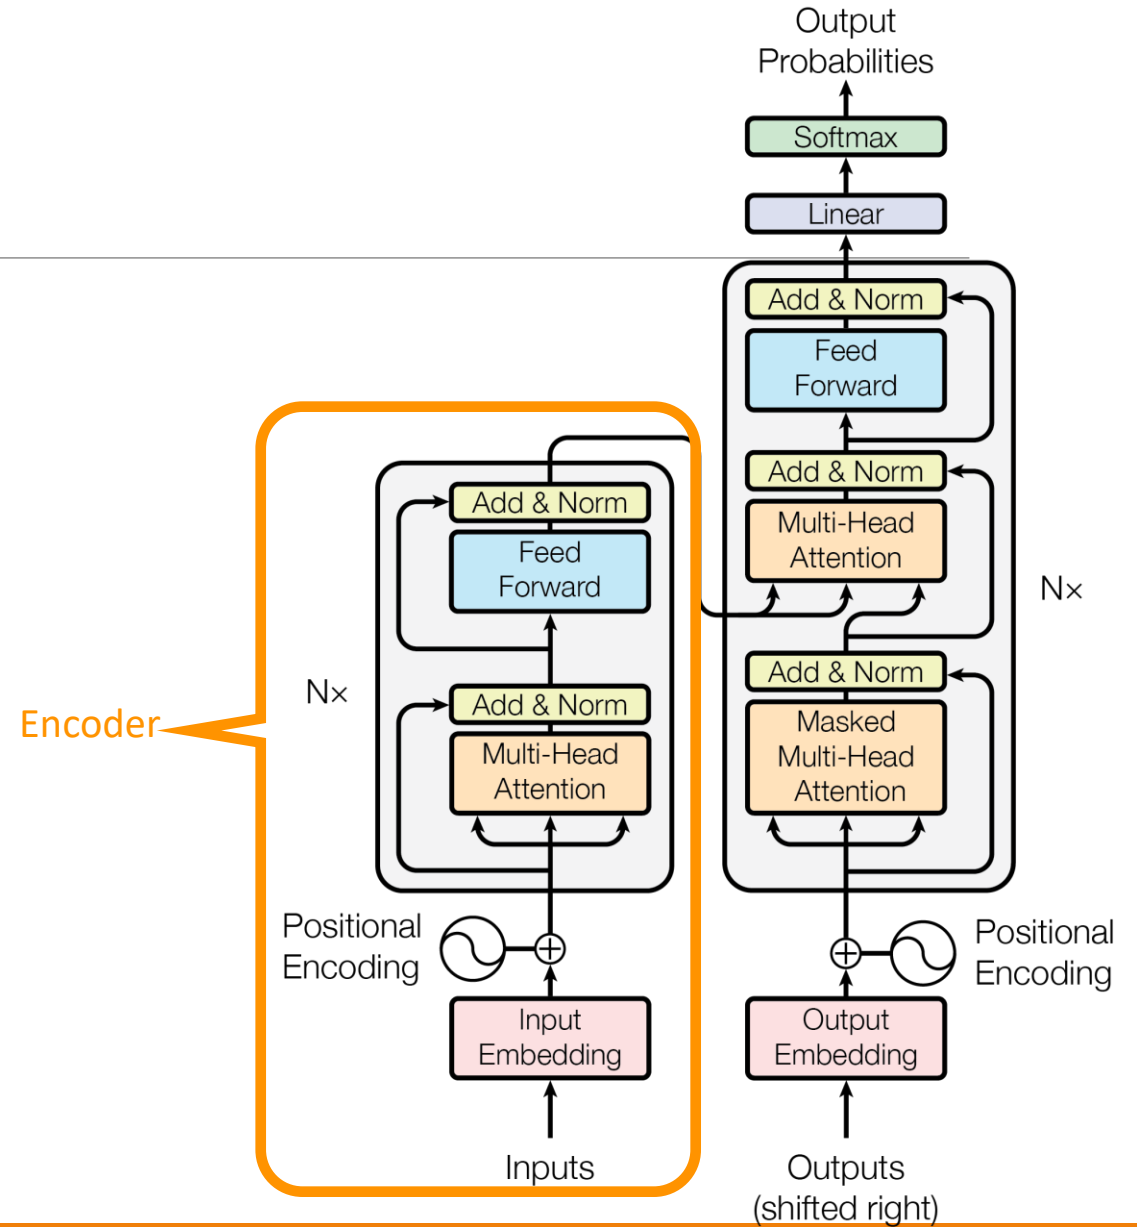 Output
Probabilities
Softmax
Linear
Add & Norm
Feed
Forward
Add & Norm
Multi-Head
Attention
Nx
Add & Norm
Masked
Multi-Head
Attention
Positional
Encoding
Output
Embedding
Outputs
(shifted right)
Encoder
Add & Norm
Feed
Forward
N×
Add & Norm
Multi-Head
Attention
Positional
Encoding
Input
Embedding
Inputs